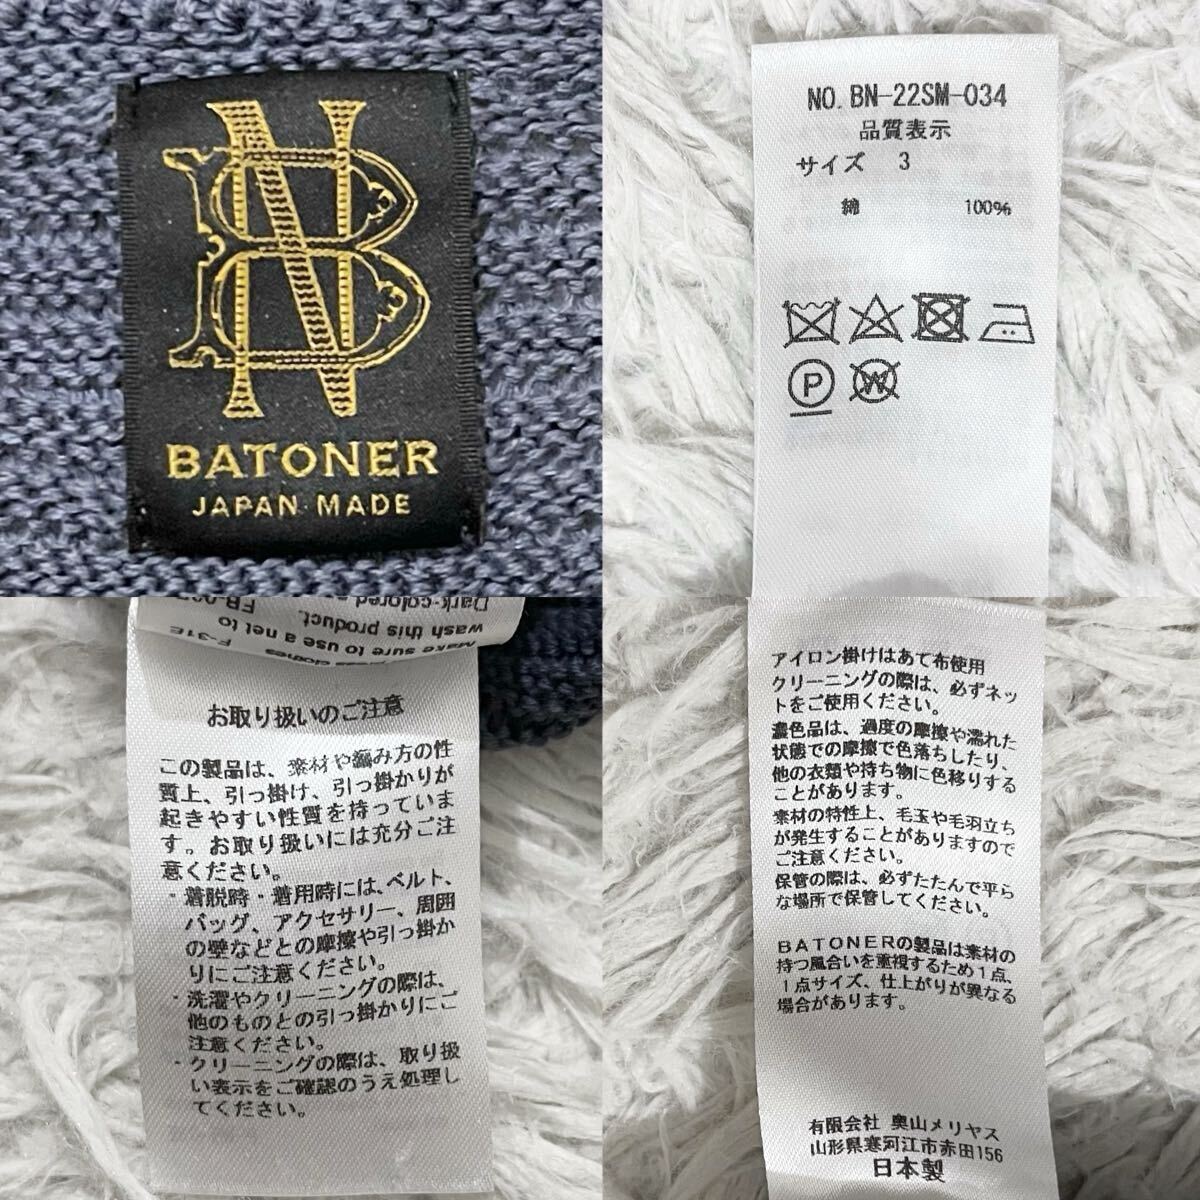 BATONER
JAPAN MADE
NO. BN-22SM-034
品質表示
サイズ 3
綿 100%
P
W
Dark-colored
wash this product.
Make sure to use a net to
F-31E
お取り扱いのご注意
この製品は、素材や編み方の性
質上、引っ掛け、引っ掛かりが
起きやすい性質を持っていま
す。お取り扱いには充分ご注
意ください。
・着脱時・着用時には、ベルト、
バッグ、アクセサリー、周囲
の壁などとの摩擦や引っ掛か
りにご注意ください。
・洗濯やクリーニングの際は、
他のものとの引っ掛かりにご
注意ください。
・クリーニングの際は、取り扱
い表示をご確認のうえ処理し
てください。
アイロン掛けはあて布使用
クリーニングの際は、必ずネッ
トをご使用ください。
濃色品は、過度の摩擦や濡れた
状態での摩擦で色落ちしたり、
他の衣類や持ち物に色移りする
ことがあります。
素材の特性上、毛玉や毛羽立ち
が発生することがありますので
ご注意ください。
保管の際は、必ずたたんで平ら
な場所で保管してください。
BATONERの製品は素材の
持つ風合いを重視するため1点、
1点サイズ、仕上がりが異なる
場合があります。
有限会社 奥山メリヤス
山形県寒河江市赤田156
日本製